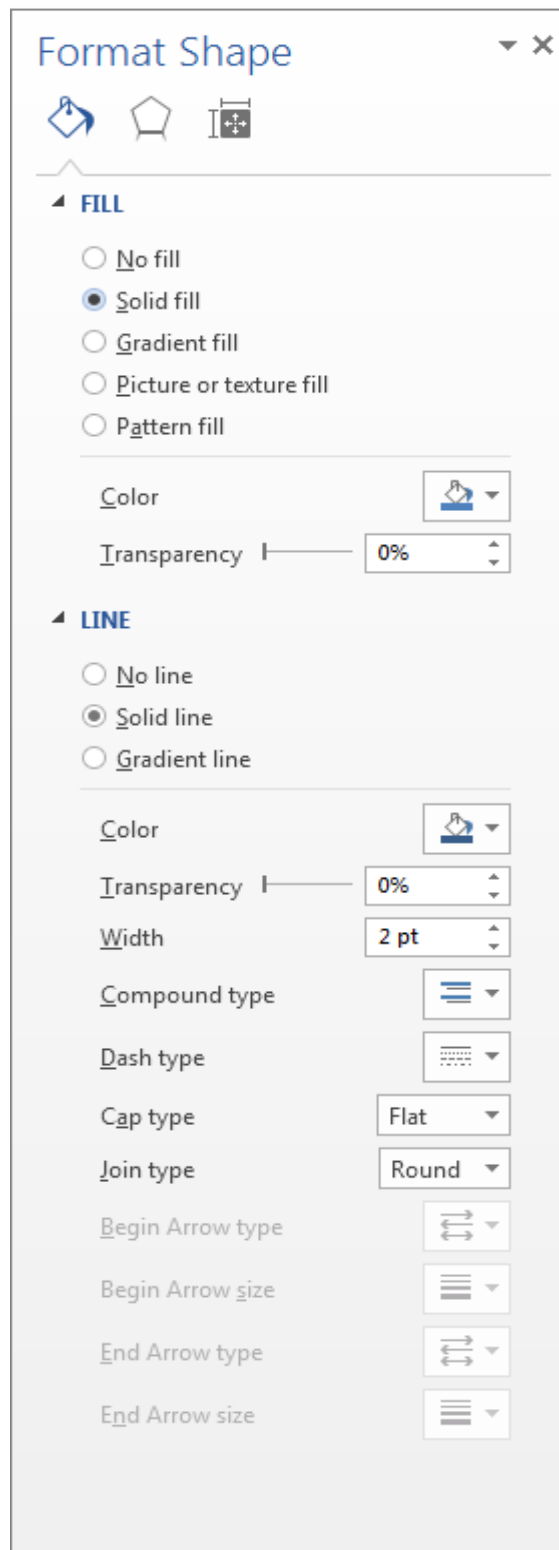 Format Shape
FILL
No fill
Solid fill
Gradient fill
Picture or texture fill
Pattern fill
Color
Transparency 0%
LINE
No line
Solid line
Gradient line
Color
Transparency 0%
Width 2 pt
Compound type
Dash type
Cap type Flat
Join type Round
Begin Arrow type
Begin Arrow size
End Arrow type
End Arrow size